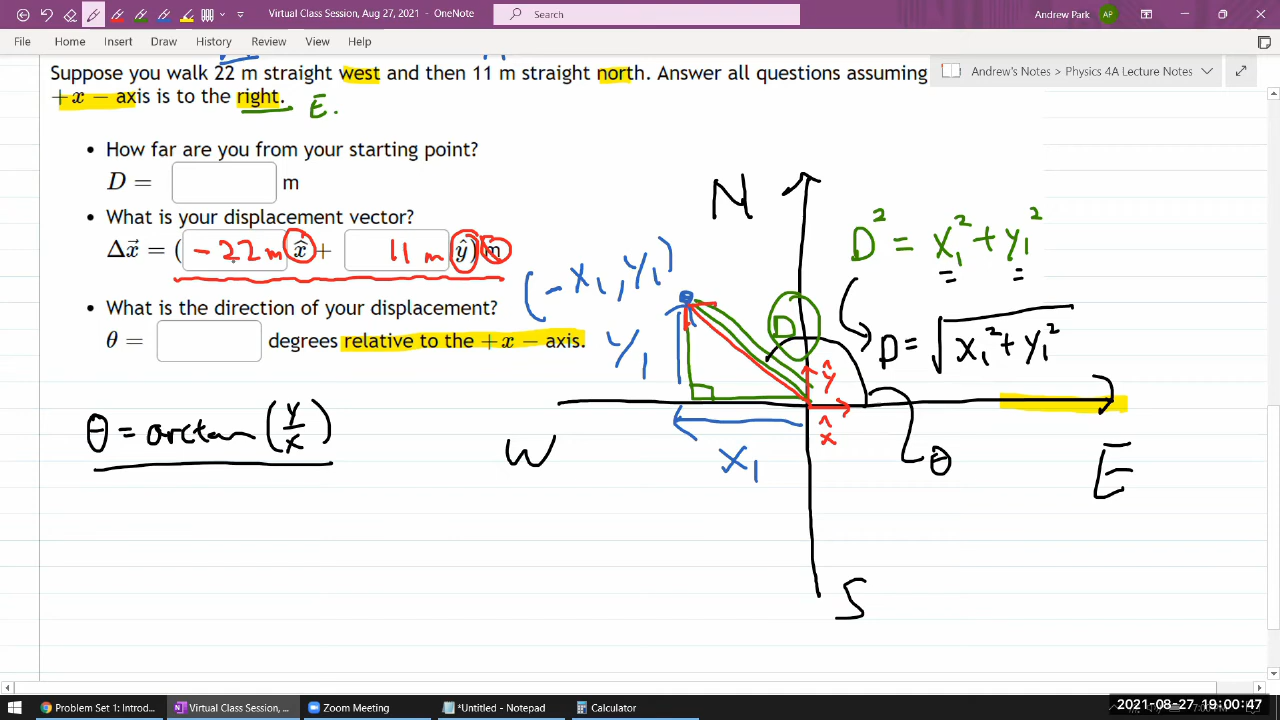 Virtual Class Session, Aug 27, 2021 - OneNote
Search
Andrew Park
AP
File Home Insert Draw History Review View Help
Suppose you walk 22 m straight west and then 11 m straight north. Answer all questions assuming
+x − axis is to the right. E.
Andrew's Notes > Physics 4A Lecture Notes
• How far are you from your starting point?
D = m
• What is your displacement vector?
Δx⃗ = ( -22 m x̂ + 11 m ŷ) m
• What is the direction of your displacement?
θ = degrees relative to the +x − axis.
θ = arctan (y/x)
N
D² = x₁² + y₁²
(-x₁, y₁)
D
D = √x₁² + y₁²
y₁
ŷ
x̂
x₁
W
θ
E
S
Problem Set 1: Introd...
Virtual Class Session,...
Zoom Meeting
*Untitled - Notepad
Calculator
2021-08-27 19:00:47